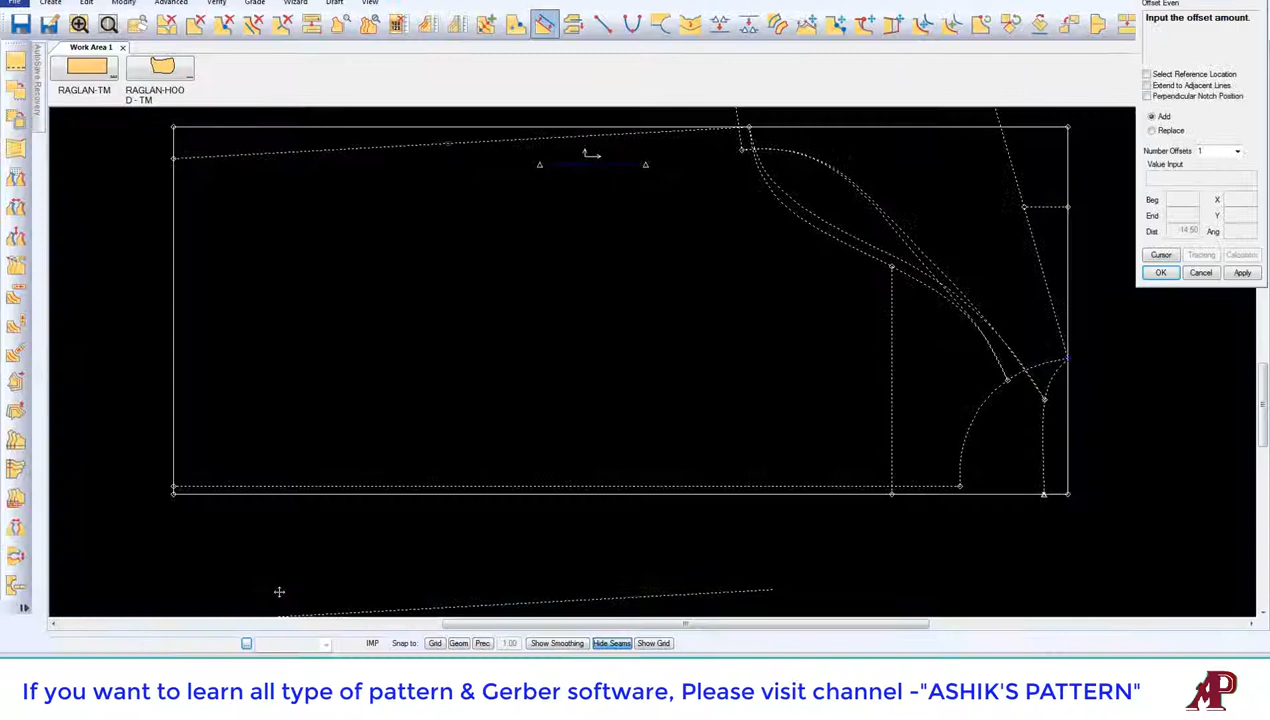 File Create Edit Modify Advanced Verify Grade Wizard Draft View
Offset Even
Input the offset amount.
Work Area 1
AutoSave Recovery
RAGLAN-TM
RAGLAN-HOO
D - TM
Select Reference Location
Extend to Adjacent Lines
Perpendicular Notch Position
Add
Replace
Number Offsets 1
Value Input
Beg X
End Y
Dist 14.50 Ang
Cursor
OK Cancel Apply
IMP Snap to: Grid Geom Prec 1.00 Show Smoothing Hide Seams Show Grid
If you want to learn all type of pattern & Gerber software, Please visit channel -"ASHIK'S PATTERN"